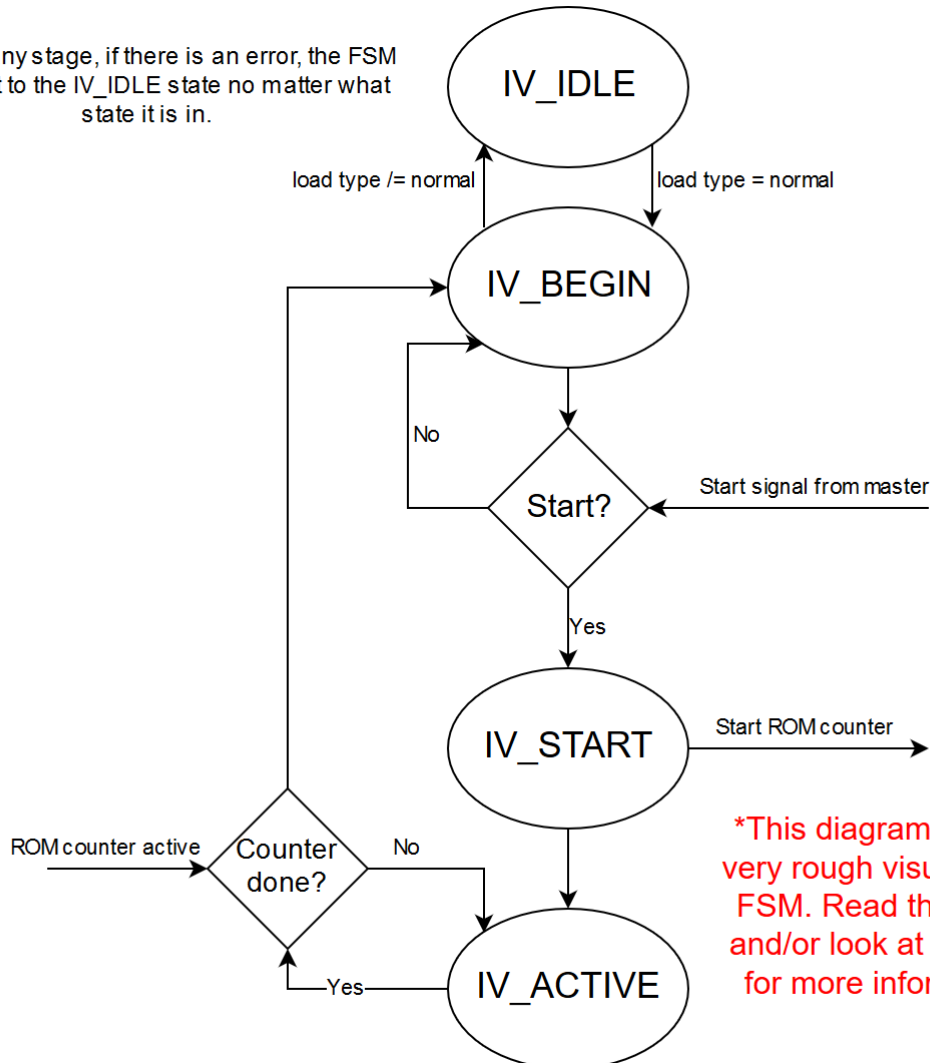 ny stage, if there is an error, the FSM
to the IV_IDLE state no matter what
state it is in.
IV_IDLE
load type /= normal
load type = normal
IV_BEGIN
No
Start?
Start signal from master
Yes
IV_START
Start ROM counter
ROM counter active
Counter
done?
No
*This diagram
very rough visu
FSM. Read th
and/or look at
for more infor
Yes
IV_ACTIVE